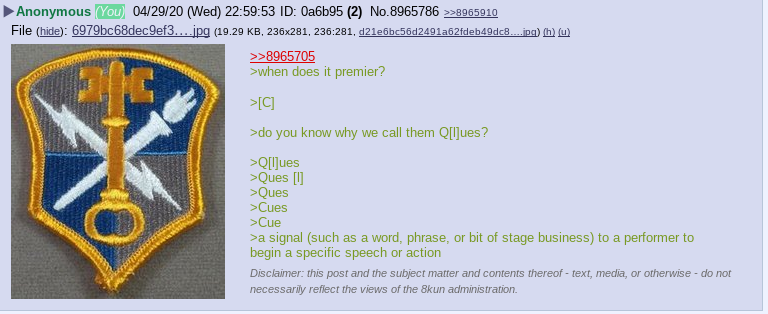 Anonymous (You) 04/29/20 (Wed) 22:59:53 ID: 0a6b95 (2) No.8965786 >>8965910
File (hide): 6979bc68dec9ef3….jpg (19.29 KB, 236x281, 236:281, d21e6bc56d2491a62fdeb49dc8….jpg) (h) (u)
>>8965705
>when does it premier?
>[C]
>do you know why we call them Q[l]ues?
>Q[l]ues
>Ques [l]
>Ques
>Cues
>Cue
>a signal (such as a word, phrase, or bit of stage business) to a performer to
begin a specific speech or action
Disclaimer: this post and the subject matter and contents thereof - text, media, or otherwise - do not
necessarily reflect the views of the 8kun administration.